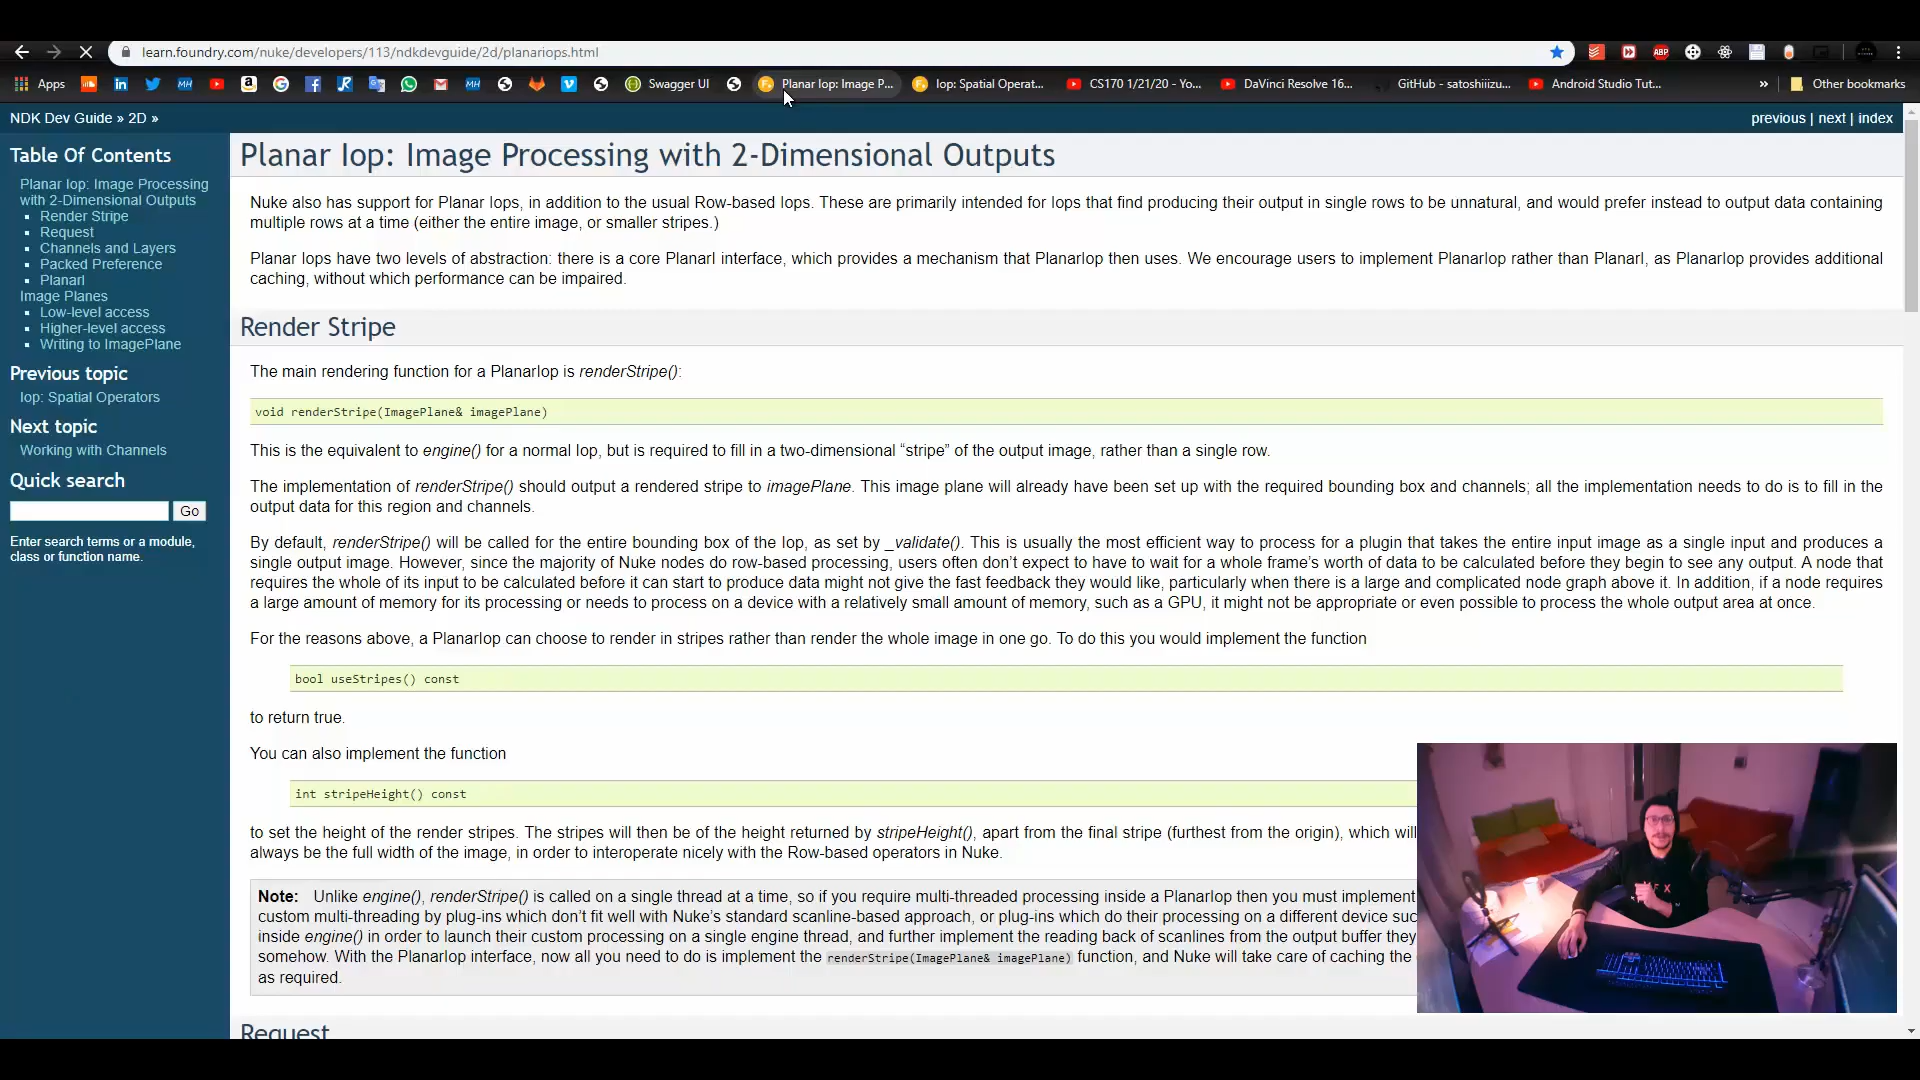 learn.foundry.com/nuke/developers/113/ndkdevguide/2d/planariops.html
ABP
Apps
MH
MH
Swagger UI
Planar Iop: Image P...
Iop: Spatial Operat...
CS170 1/21/20 - Yo...
DaVinci Resolve 16...
GitHub - satoshiiizu...
Android Studio Tut...
»
Other bookmarks
NDK Dev Guide » 2D »
previous | next | index
Table Of Contents
Planar Iop: Image Processing
with 2-Dimensional Outputs
Render Stripe
Request
Channels and Layers
Packed Preference
PlanarI
Image Planes
Low-level access
Higher-level access
Writing to ImagePlane
Previous topic
Iop: Spatial Operators
Next topic
Working with Channels
Quick search
Go
Enter search terms or a module,
class or function name.
Planar Iop: Image Processing with 2-Dimensional Outputs
Nuke also has support for Planar Iops, in addition to the usual Row-based Iops. These are primarily intended for Iops that find producing their output in single rows to be unnatural, and would prefer instead to output data containing
multiple rows at a time (either the entire image, or smaller stripes.)
Planar Iops have two levels of abstraction: there is a core PlanarI interface, which provides a mechanism that PlanarIop then uses. We encourage users to implement PlanarIop rather than PlanarI, as PlanarIop provides additional
caching, without which performance can be impaired.
Render Stripe
The main rendering function for a PlanarIop is renderStripe():
void renderStripe(ImagePlane& imagePlane)
This is the equivalent to engine() for a normal Iop, but is required to fill in a two-dimensional “stripe” of the output image, rather than a single row.
The implementation of renderStripe() should output a rendered stripe to imagePlane. This image plane will already have been set up with the required bounding box and channels; all the implementation needs to do is to fill in the
output data for this region and channels.
By default, renderStripe() will be called for the entire bounding box of the Iop, as set by _validate(). This is usually the most efficient way to process for a plugin that takes the entire input image as a single input and produces a
single output image. However, since the majority of Nuke nodes do row-based processing, users often don’t expect to have to wait for a whole frame’s worth of data to be calculated before they begin to see any output. A node that
requires the whole of its input to be calculated before it can start to produce data might not give the fast feedback they would like, particularly when there is a large and complicated node graph above it. In addition, if a node requires
a large amount of memory for its processing or needs to process on a device with a relatively small amount of memory, such as a GPU, it might not be appropriate or even possible to process the whole output area at once.
For the reasons above, a PlanarIop can choose to render in stripes rather than render the whole image in one go. To do this you would implement the function
bool useStripes() const
to return true.
You can also implement the function
int stripeHeight() const
to set the height of the render stripes. The stripes will then be of the height returned by stripeHeight(), apart from the final stripe (furthest from the origin), which will
always be the full width of the image, in order to interoperate nicely with the Row-based operators in Nuke.
Note: Unlike engine(), renderStripe() is called on a single thread at a time, so if you require multi-threaded processing inside a PlanarIop then you must implement
custom multi-threading by plug-ins which don’t fit well with Nuke’s standard scanline-based approach, or plug-ins which do their processing on a different device suc
inside engine() in order to launch their custom processing on a single engine thread, and further implement the reading back of scanlines from the output buffer they
somehow. With the PlanarIop interface, now all you need to do is implement the renderStripe(ImagePlane& imagePlane) function, and Nuke will take care of caching the
as required.
Request